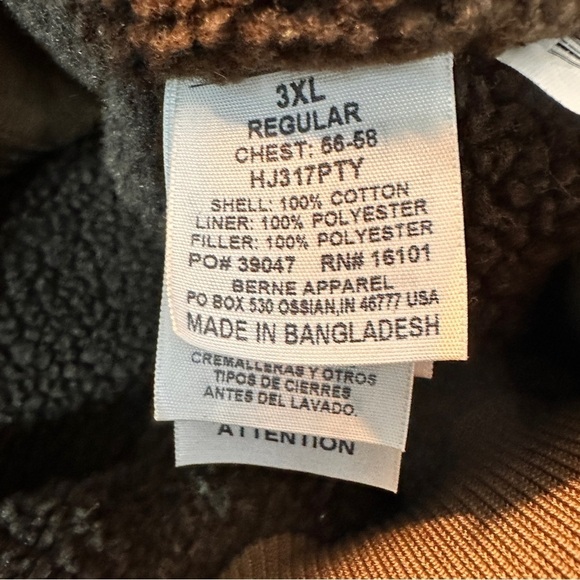 3XL
REGULAR
CHEST: 56-58
HJ317PTY
SHELL: 100% COTTON
LINER: 100% POLYESTER
FILLER: 100% POLYESTER
PO# 39047 RN# 16101
BERNE APPAREL
PO BOX 530 OSSIAN, IN 46777 USA
MADE IN BANGLADESH
CREMALLERAS Y OTROS
TIPOS DE CIERRES
ANTES DEL LAVADO.
ATTENTION